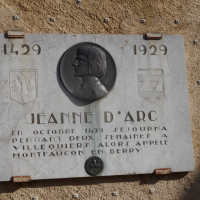 1429 1929
JEANNE D'ARC
EN OCTOBRE 1429 SEJOURNA
PENDANT DEUX SEMAINES A
VILLEQUIERS ALORS APPELE
MONTFAUCON EN BERRY